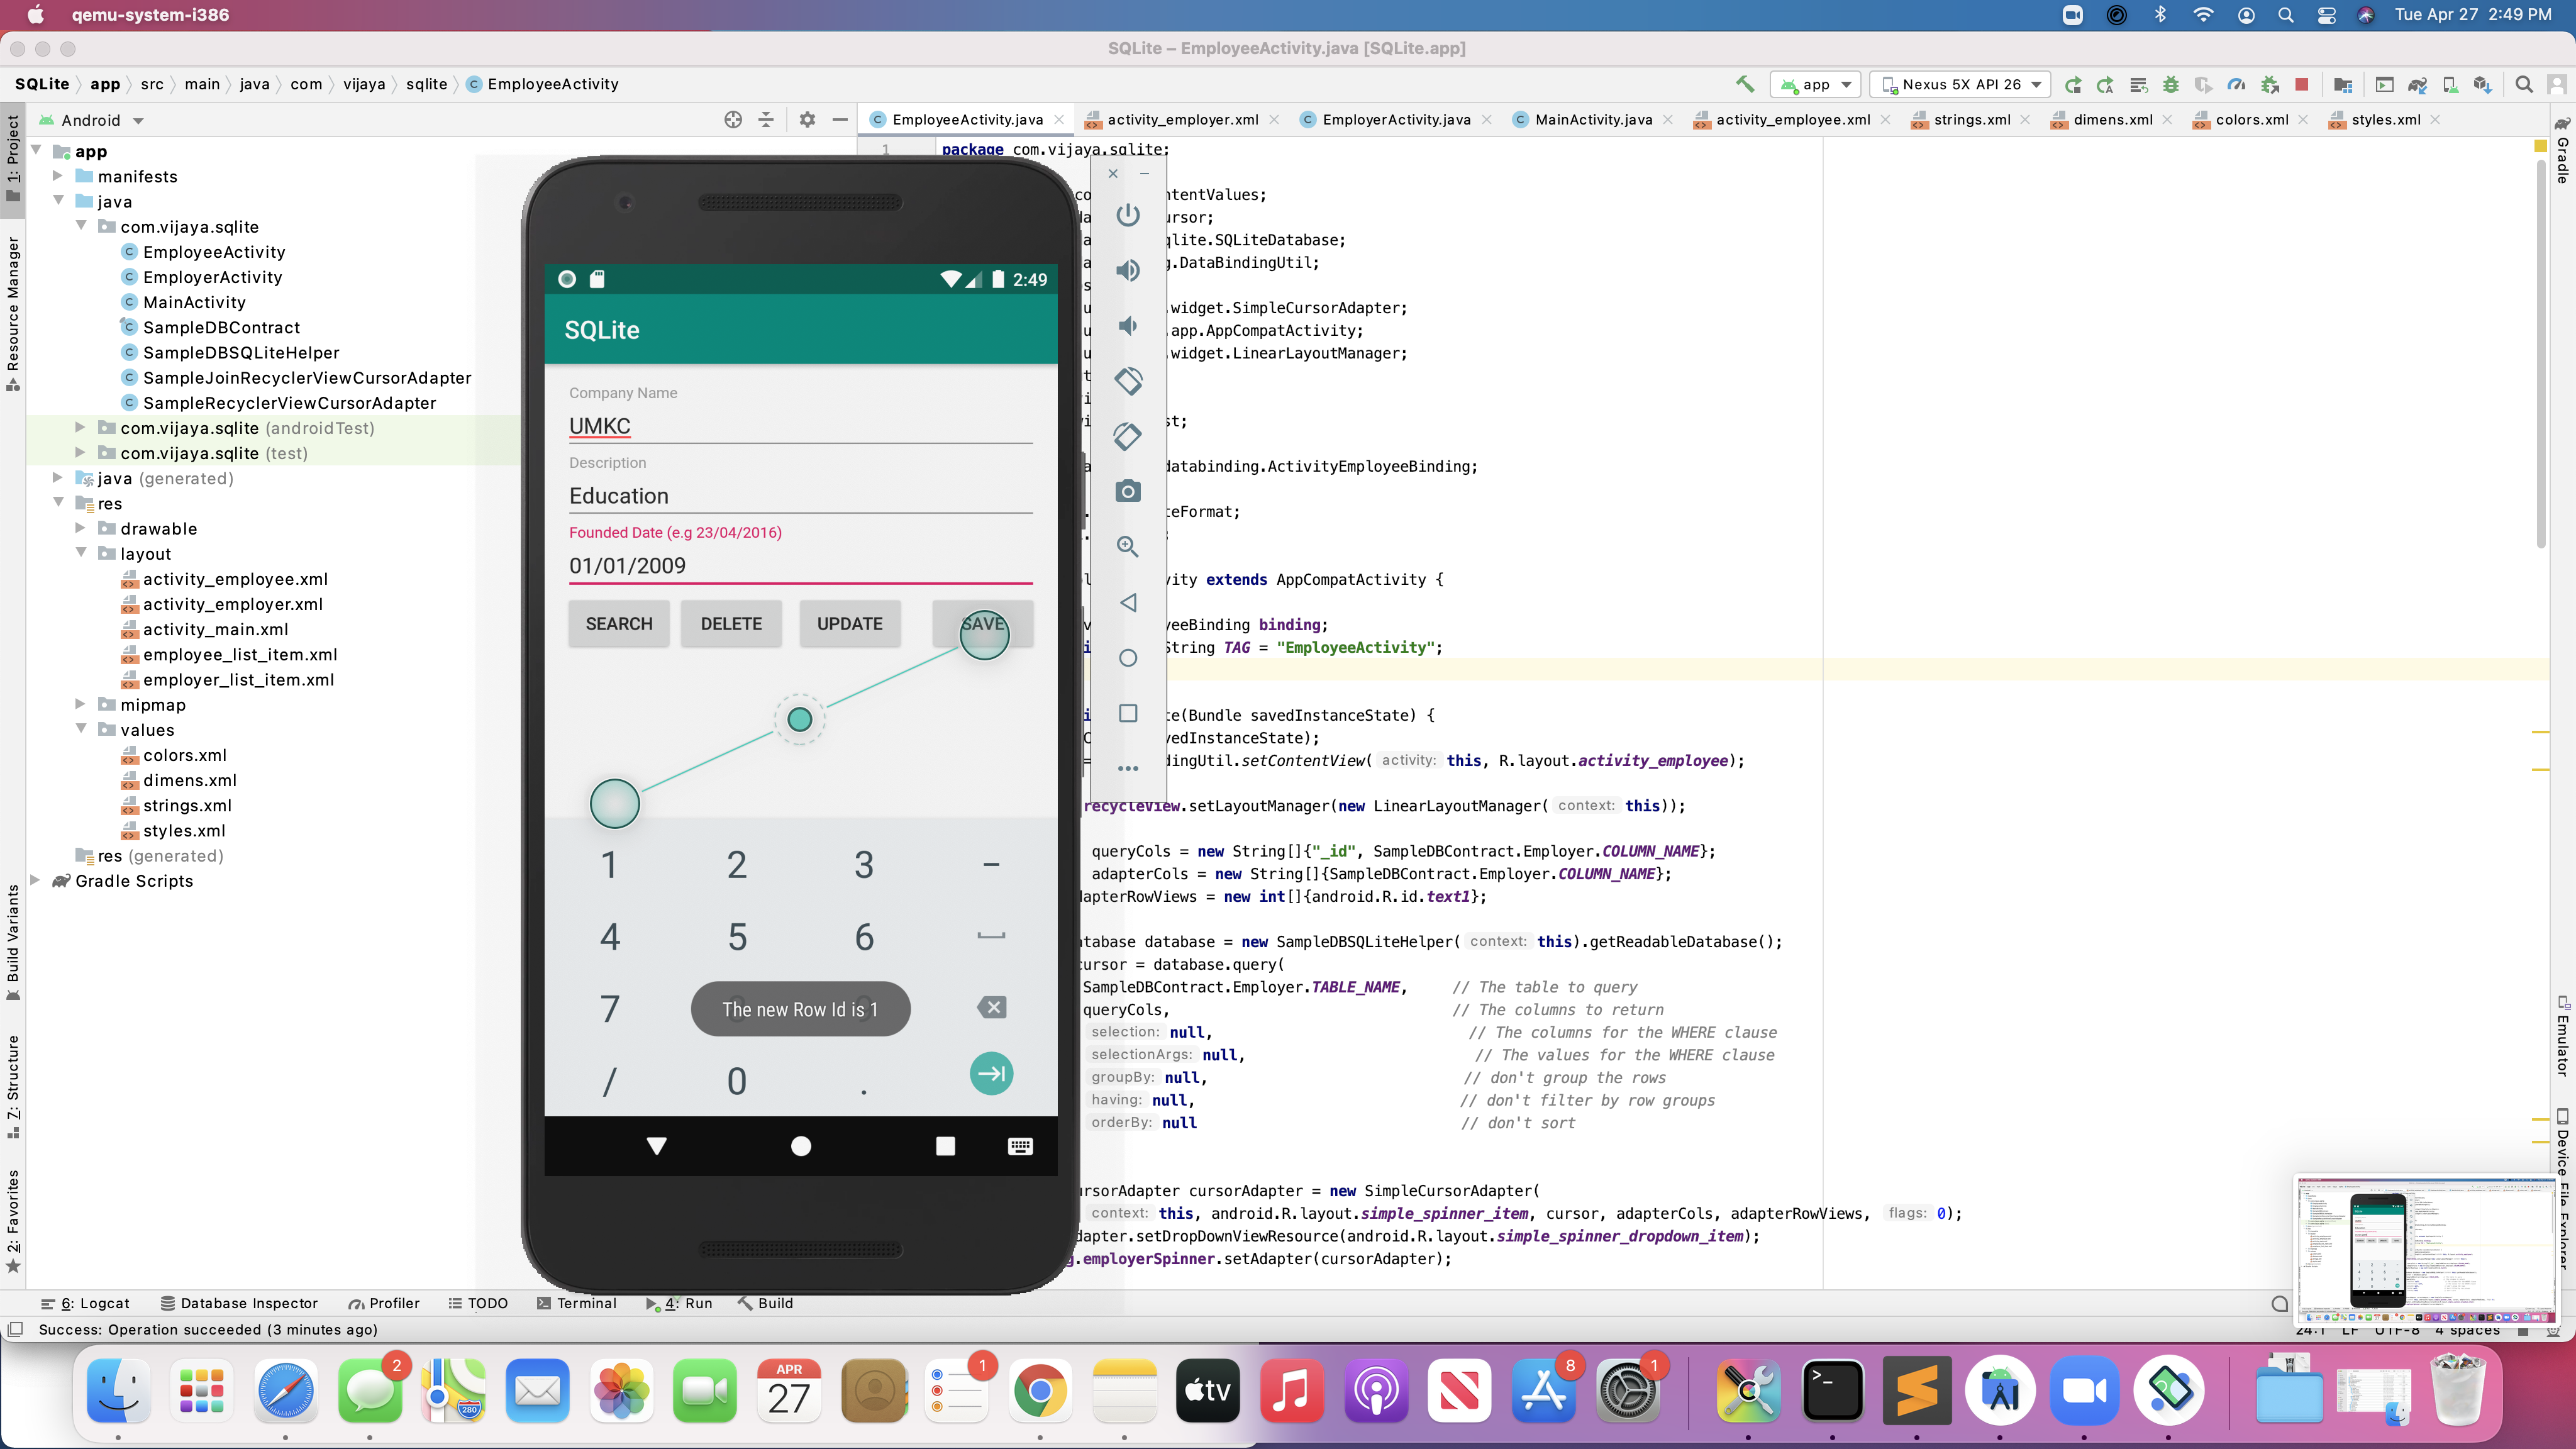 qemu-system-i386
Tue Apr 27 2:49 PM
SQLite – EmployeeActivity.java [SQLite.app]
SQLite app src main java com vijaya sqlite EmployeeActivity
app Nexus 5X API 26
Android
EmployeeActivity.java activity_employer.xml EmployerActivity.java MainActivity.java activity_employee.xml strings.xml dimens.xml colors.xml styles.xml
1: Project
Resource Manager
Build Variants
7: Structure
2: Favorites
app
manifests
java
com.vijaya.sqlite
EmployeeActivity
EmployerActivity
MainActivity
SampleDBContract
SampleDBSQLiteHelper
SampleJoinRecyclerViewCursorAdapter
SampleRecyclerViewCursorAdapter
com.vijaya.sqlite (androidTest)
com.vijaya.sqlite (test)
java (generated)
res
drawable
layout
activity_employee.xml
activity_employer.xml
activity_main.xml
employee_list_item.xml
employer_list_item.xml
mipmap
values
colors.xml
dimens.xml
strings.xml
styles.xml
res (generated)
Gradle Scripts
2:49
SQLite
Company Name
UMKC
Description
Education
Founded Date (e.g 23/04/2016)
01/01/2009
SEARCH DELETE UPDATE SAVE
1 2 3 –
4 5 6
7
The new Row Id is 1
/ 0 .
1 package com.vijaya.sqlite;
ntentValues;
ursor;
qlite.SQLiteDatabase;
g.DataBindingUtil;
widget.SimpleCursorAdapter;
app.AppCompatActivity;
widget.LinearLayoutManager;
t;
databinding.ActivityEmployeeBinding;
teFormat;
ity extends AppCompatActivity {
eeBinding binding;
String TAG = "EmployeeActivity";
te(Bundle savedInstanceState) {
vedInstanceState);
dingUtil.setContentView( activity: this, R.layout.activity_employee);
recycleView.setLayoutManager(new LinearLayoutManager( context: this));
queryCols = new String[]{"_id", SampleDBContract.Employer.COLUMN_NAME};
adapterCols = new String[]{SampleDBContract.Employer.COLUMN_NAME};
dapterRowViews = new int[]{android.R.id.text1};
atabase database = new SampleDBSQLiteHelper( context: this).getReadableDatabase();
cursor = database.query(
SampleDBContract.Employer.TABLE_NAME, // The table to query
queryCols, // The columns to return
selection: null, // The columns for the WHERE clause
selectionArgs: null, // The values for the WHERE clause
groupBy: null, // don't group the rows
having: null, // don't filter by row groups
orderBy: null // don't sort
ursorAdapter cursorAdapter = new SimpleCursorAdapter(
context: this, android.R.layout.simple_spinner_item, cursor, adapterCols, adapterRowViews, flags: 0);
dapter.setDropDownViewResource(android.R.layout.simple_spinner_dropdown_item);
g.employerSpinner.setAdapter(cursorAdapter);
Gradle
Emulator
Device File Explorer
6: Logcat Database Inspector Profiler TODO Terminal 4: Run Build
Success: Operation succeeded (3 minutes ago)
24:1 LF UTF-8 4 spaces
2
280
APR
27
1
tv
8
1
>_